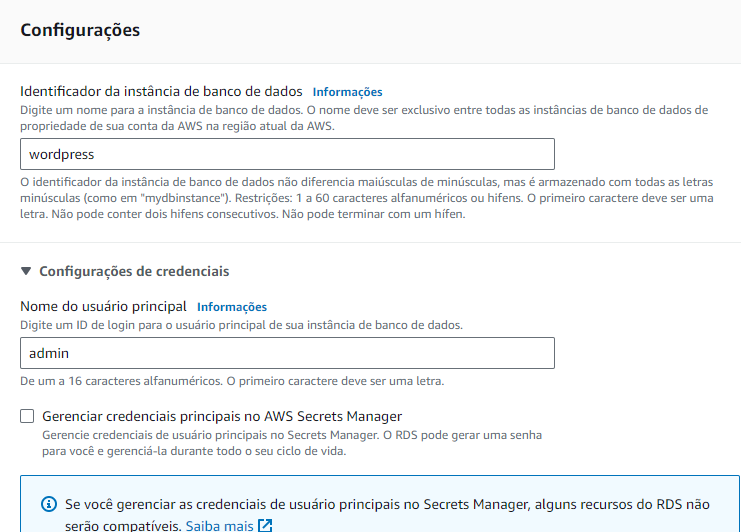 Configurações
Identificador da instância de banco de dados Informações
Digite um nome para a instância de banco de dados. O nome deve ser exclusivo entre todas as instâncias de banco de dados de
propriedade de sua conta da AWS na região atual da AWS.
wordpress
O identificador da instância de banco de dados não diferencia maiúsculas de minúsculas, mas é armazenado com todas as letras
minúsculas (como em "mydbinstance"). Restrições: 1 a 60 caracteres alfanuméricos ou hifens. O primeiro caractere deve ser uma
letra. Não pode conter dois hifens consecutivos. Não pode terminar com um hífen.
Configurações de credenciais
Nome do usuário principal Informações
Digite um ID de login para o usuário principal de sua instância de banco de dados.
admin
De um a 16 caracteres alfanuméricos. O primeiro caractere deve ser uma letra.
Gerenciar credenciais principais no AWS Secrets Manager
Gerencie credenciais de usuário principais no Secrets Manager. O RDS pode gerar uma senha
para você e gerenciá-la durante todo o seu ciclo de vida.
Se você gerenciar as credenciais de usuário principais no Secrets Manager, alguns recursos do RDS não
serão compatíveis. Saiba mais